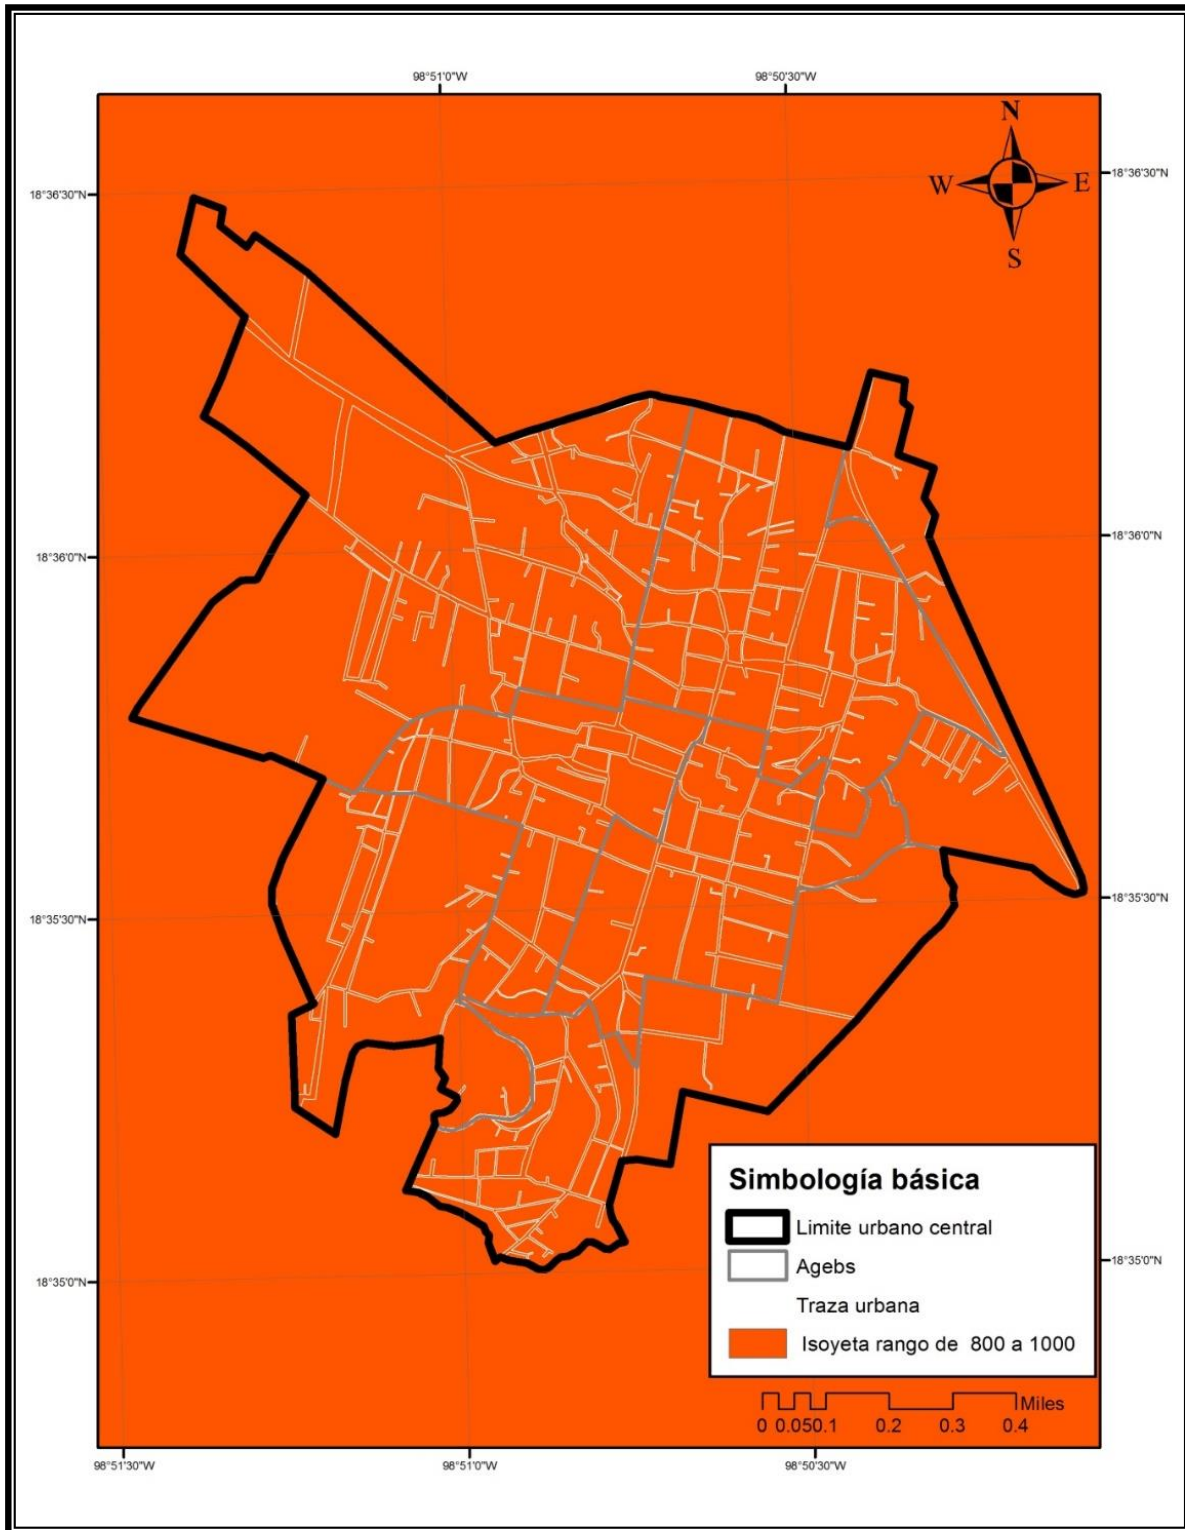 98°51'0"W
98°50'30"W
N
W
E
S
18°36'30"N
18°36'30"N
18°36'0"N
18°36'0"N
18°35'30"N
18°35'30"N
18°35'0"N
18°35'0"N
Simbología básica
Limite urbano central
Agebs
Traza urbana
Isoyeta rango de 800 a 1000
Miles
0 0.050.1 0.2 0.3 0.4
98°51'30"W
98°51'0"W
98°50'30"W